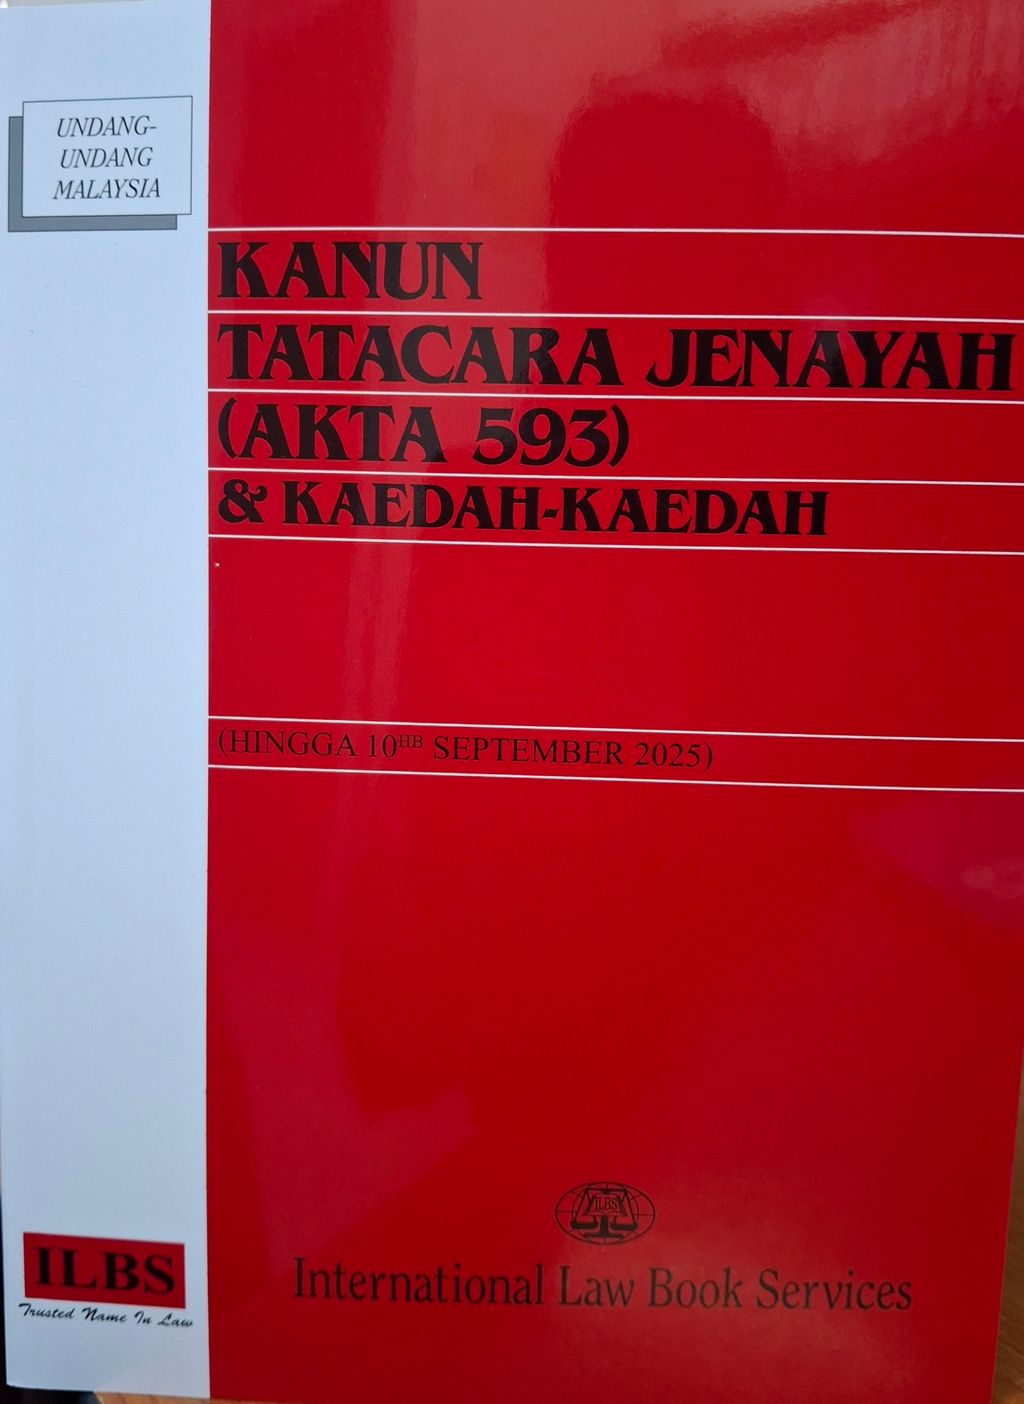 UNDANG-
UNDANG
MALAYSIA
KANUN
TATACARA JENAYAH
(AKTA 593)
& KAEDAH-KAEDAH
(HINGGA 10HB SEPTEMBER 2025)
ILBS
International Law Book Services
ILBS
Trusted Name In Law